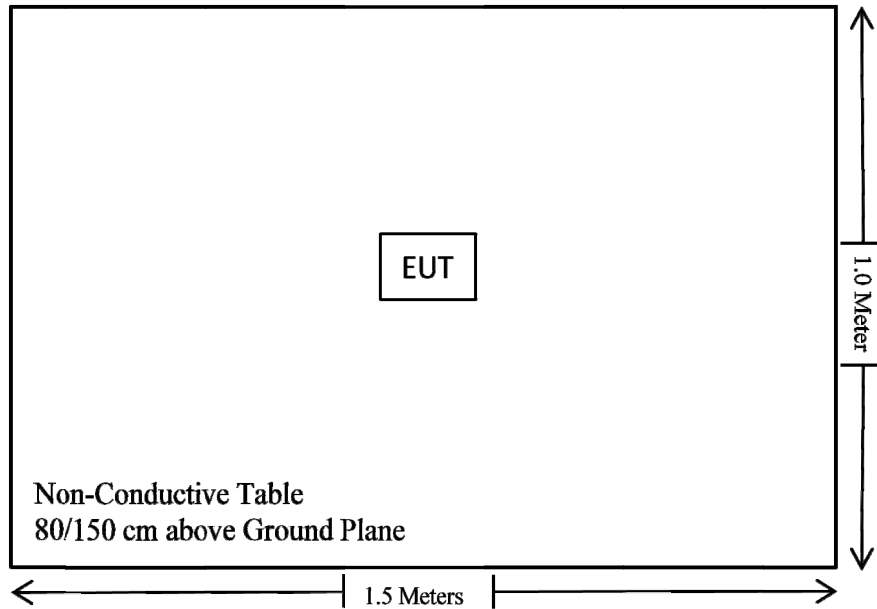 EUT
1.0 Meter
Non-Conductive Table
80/150 cm above Ground Plane
1.5 Meters